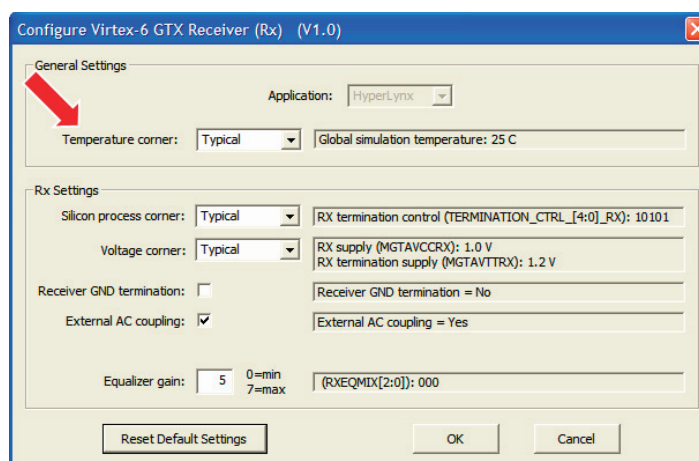 Configure Virtex-6 GTX Receiver (Rx) (V1.0)
General Settings
Application: HyperLynx
Temperature corner: Typical Global simulation temperature: 25 C
Rx Settings
Silicon process corner: Typical RX termination control (TERMINATION_CTRL_[4:0]_RX): 10101
Voltage corner: Typical RX supply (MGTAVCCRX): 1.0 V
RX termination supply (MGTAVTTRX): 1.2 V
Receiver GND termination: Receiver GND termination = No
External AC coupling: External AC coupling = Yes
Equalizer gain: 5 0=min
7=max (RXEQMIX[2:0]): 000
Reset Default Settings OK Cancel